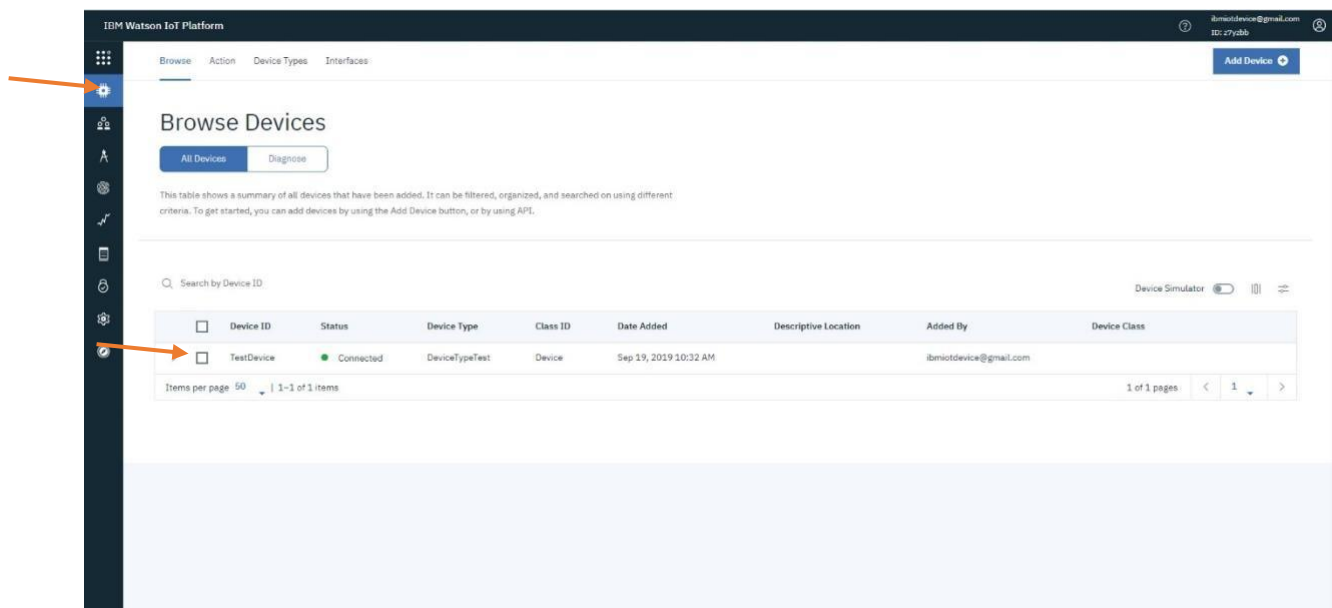 IBM Watson IoT Platform
ibmiotdevice@gmail.com
ID: z7yzbb
Browse Action Device Types Interfaces
Add Device
Browse Devices
All Devices Diagnose
This table shows a summary of all devices that have been added. It can be filtered, organized, and searched on using different
criteria. To get started, you can add devices by using the Add Device button, or by using API.
Search by Device ID
Device Simulator
Device ID Status Device Type Class ID Date Added Descriptive Location Added By Device Class
TestDevice Connected DeviceTypeTest Device Sep 19, 2019 10:32 AM ibmiotdevice@gmail.com
Items per page 50 | 1–1 of 1 items
1 of 1 pages < 1 >